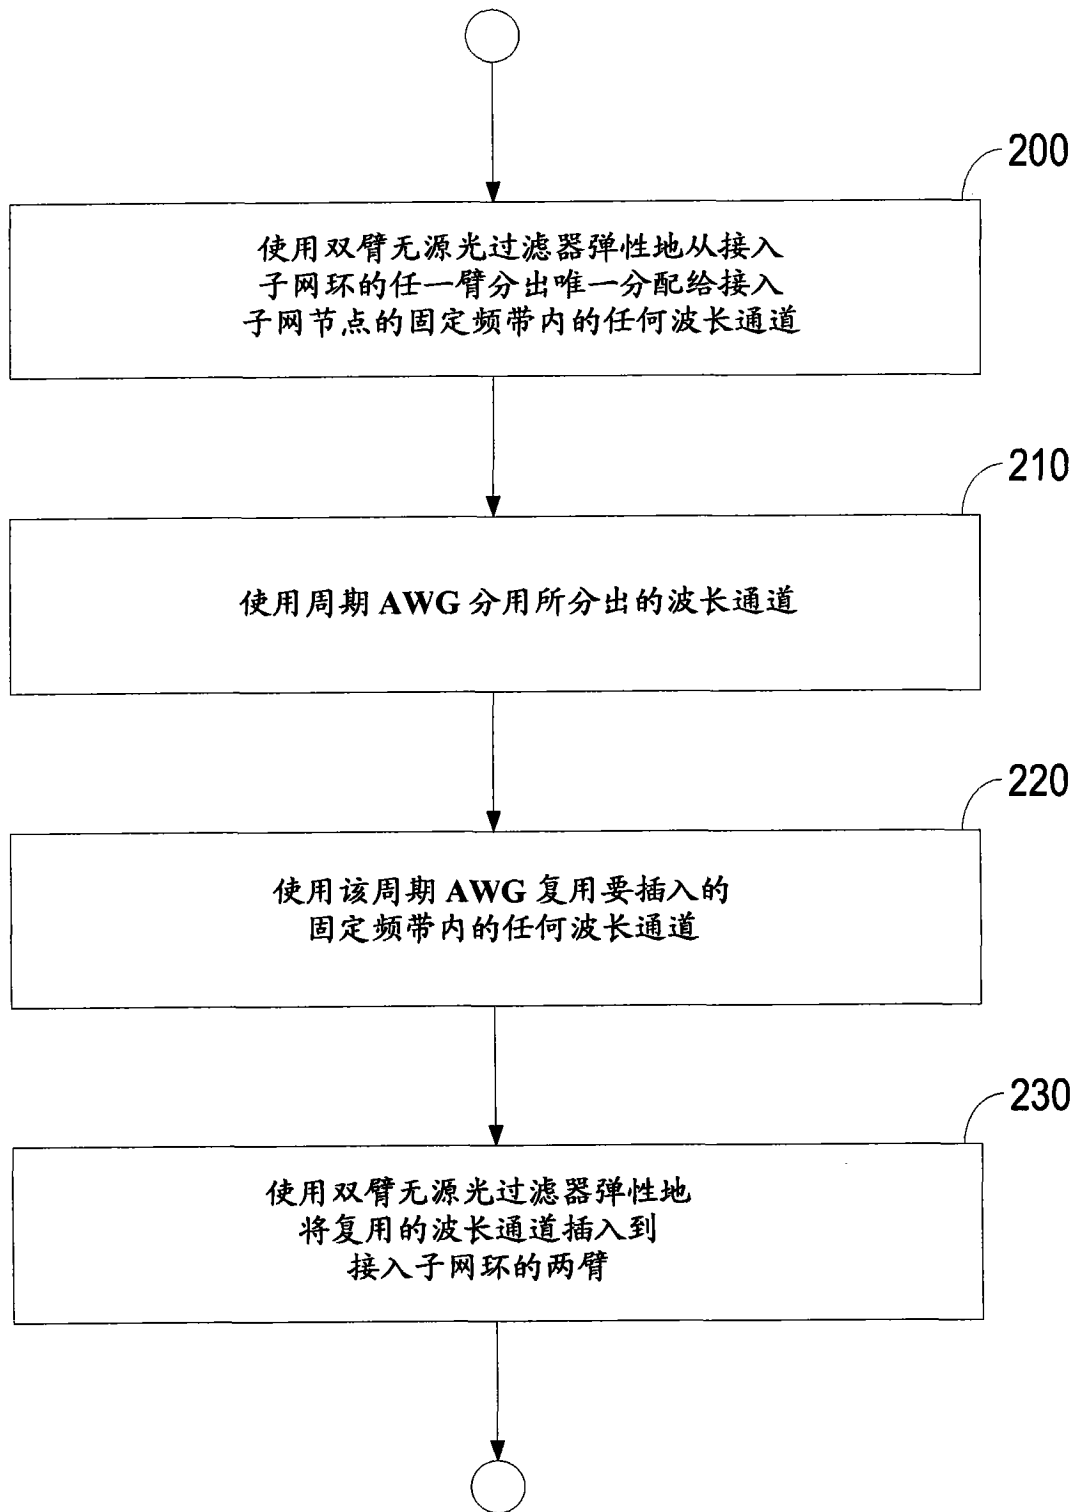 200
使用双臂无源光过滤器弹性地从接入
子网环的任一臂分出唯一分配给接入
子网节点的固定频带内的任何波长通道
210
使用周期 AWG 分用所分出的波长通道
220
使用该周期 AWG 复用要插入的
固定频带内的任何波长通道
230
使用双臂无源光过滤器弹性地
将复用的波长通道插入到
接入子网环的两臂